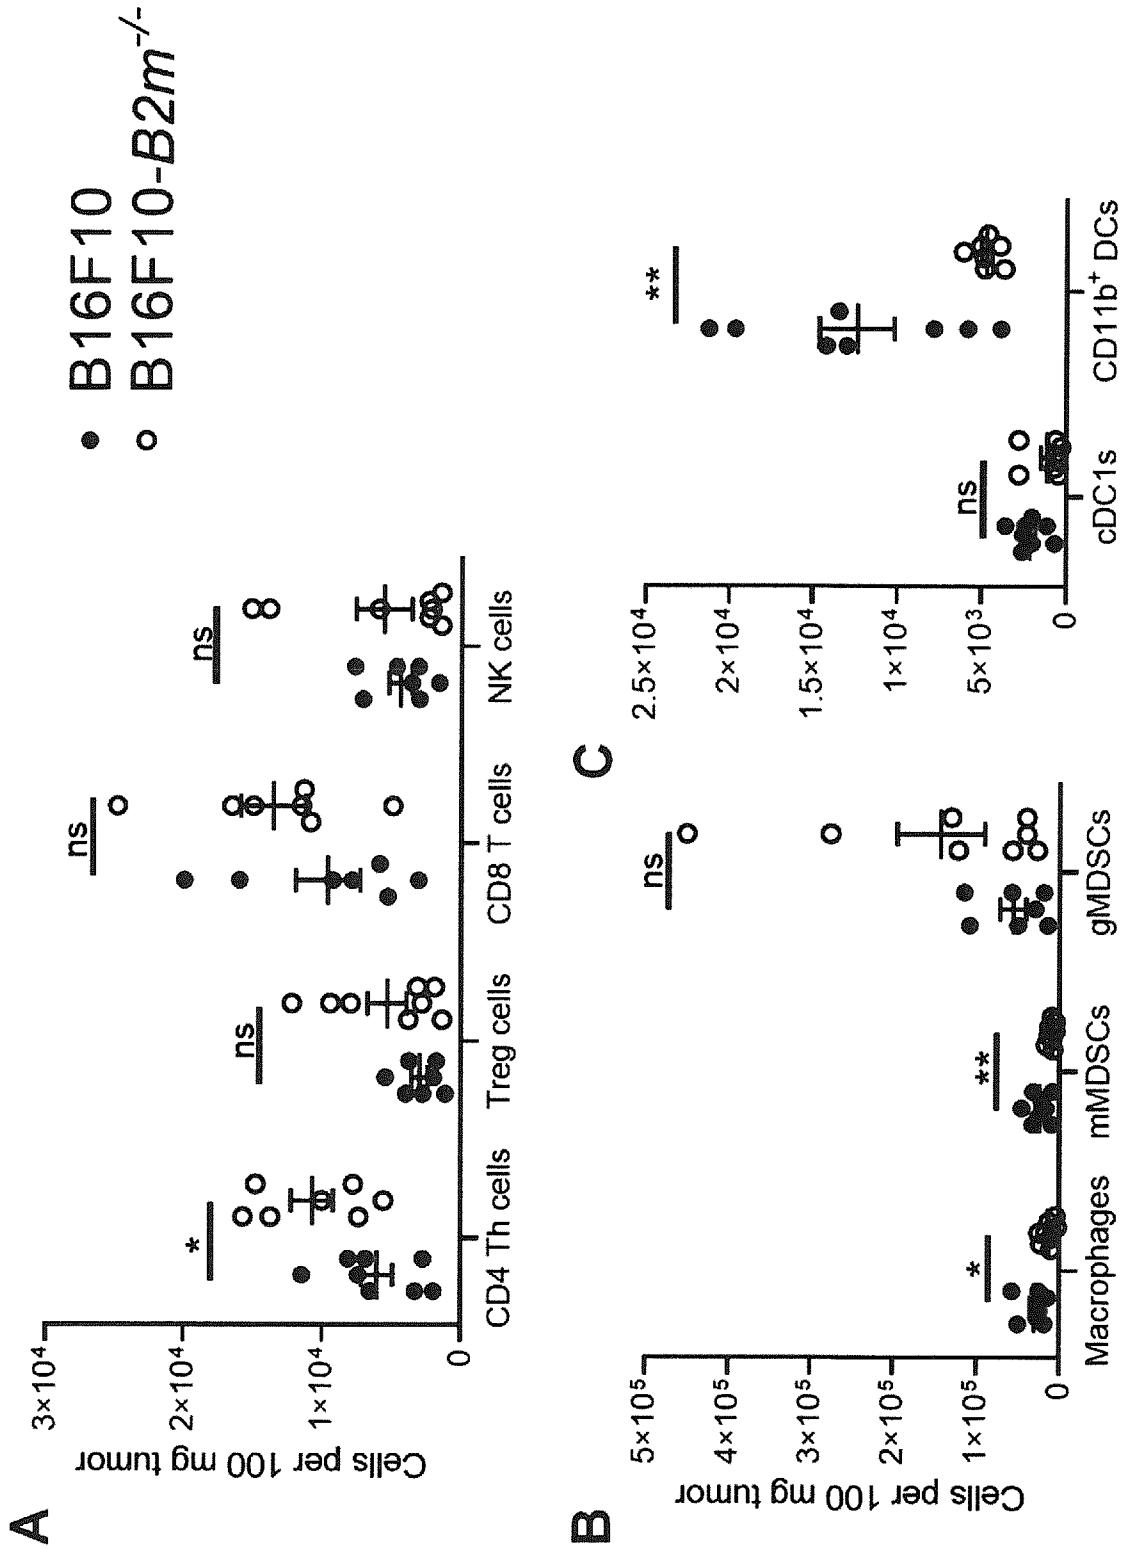 A
● B16F10
○ B16F10-B2m⁻/⁻
Cells per 100 mg tumor
3×10⁴
2×10⁴
1×10⁴
0
*
ns
ns
ns
CD4 Th cells
Treg cells
CD8 T cells
NK cells
B
Cells per 100 mg tumor
5×10⁵
4×10⁵
3×10⁵
2×10⁵
1×10⁵
0
*
**
ns
Macrophages
mMDSCs
gMDSCs
C
2.5×10⁴
2×10⁴
1.5×10⁴
1×10⁴
5×10³
0
ns
**
cDC1s
CD11b⁺ DCs